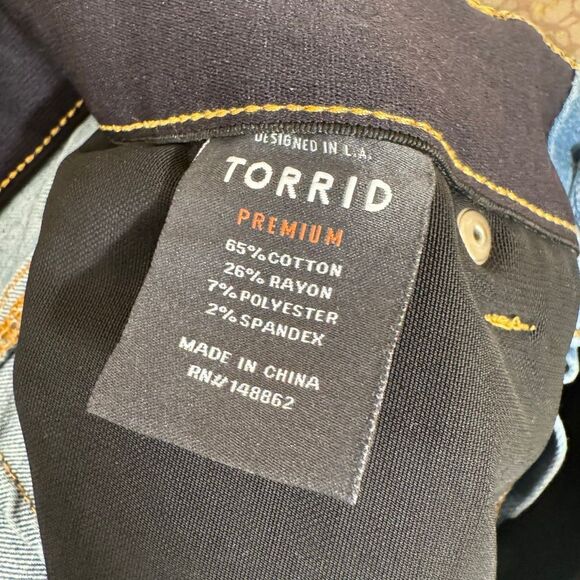 DESIGNED IN L.A.
TORRID
PREMIUM
65% COTTON
26% RAYON
7% POLYESTER
2% SPANDEX
MADE IN CHINA
RN# 148862